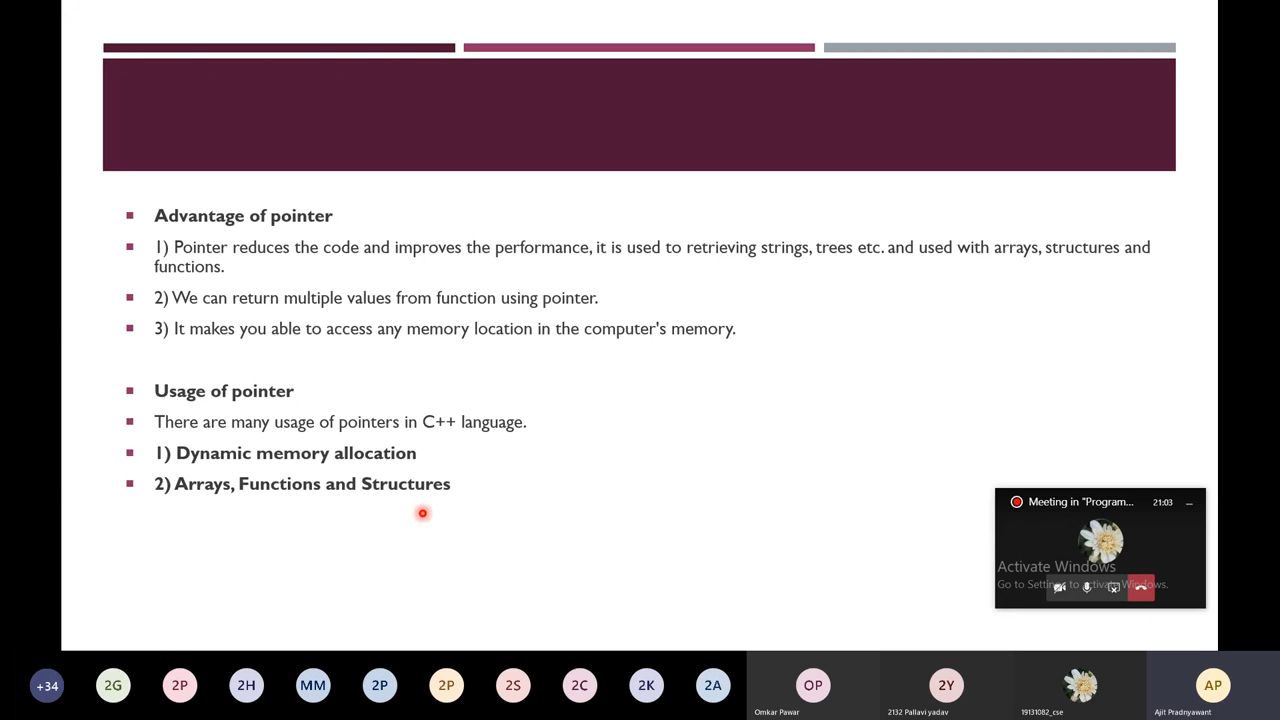 Advantage of pointer
1) Pointer reduces the code and improves the performance, it is used to retrieving strings, trees etc. and used with arrays, structures and
functions.
2) We can return multiple values from function using pointer.
3) It makes you able to access any memory location in the computer's memory.
Usage of pointer
There are many usage of pointers in C++ language.
1) Dynamic memory allocation
2) Arrays, Functions and Structures
Meeting in "Program... 21:03
Activate Windows
Go to Settings to activate Windows.
+34 2G 2P 2H MM 2P 2P 2S 2C 2K 2A OP 2Y AP
Omkar Pawar 2132 Pallavi yadav 19131082_cse Ajit Pradnyawant